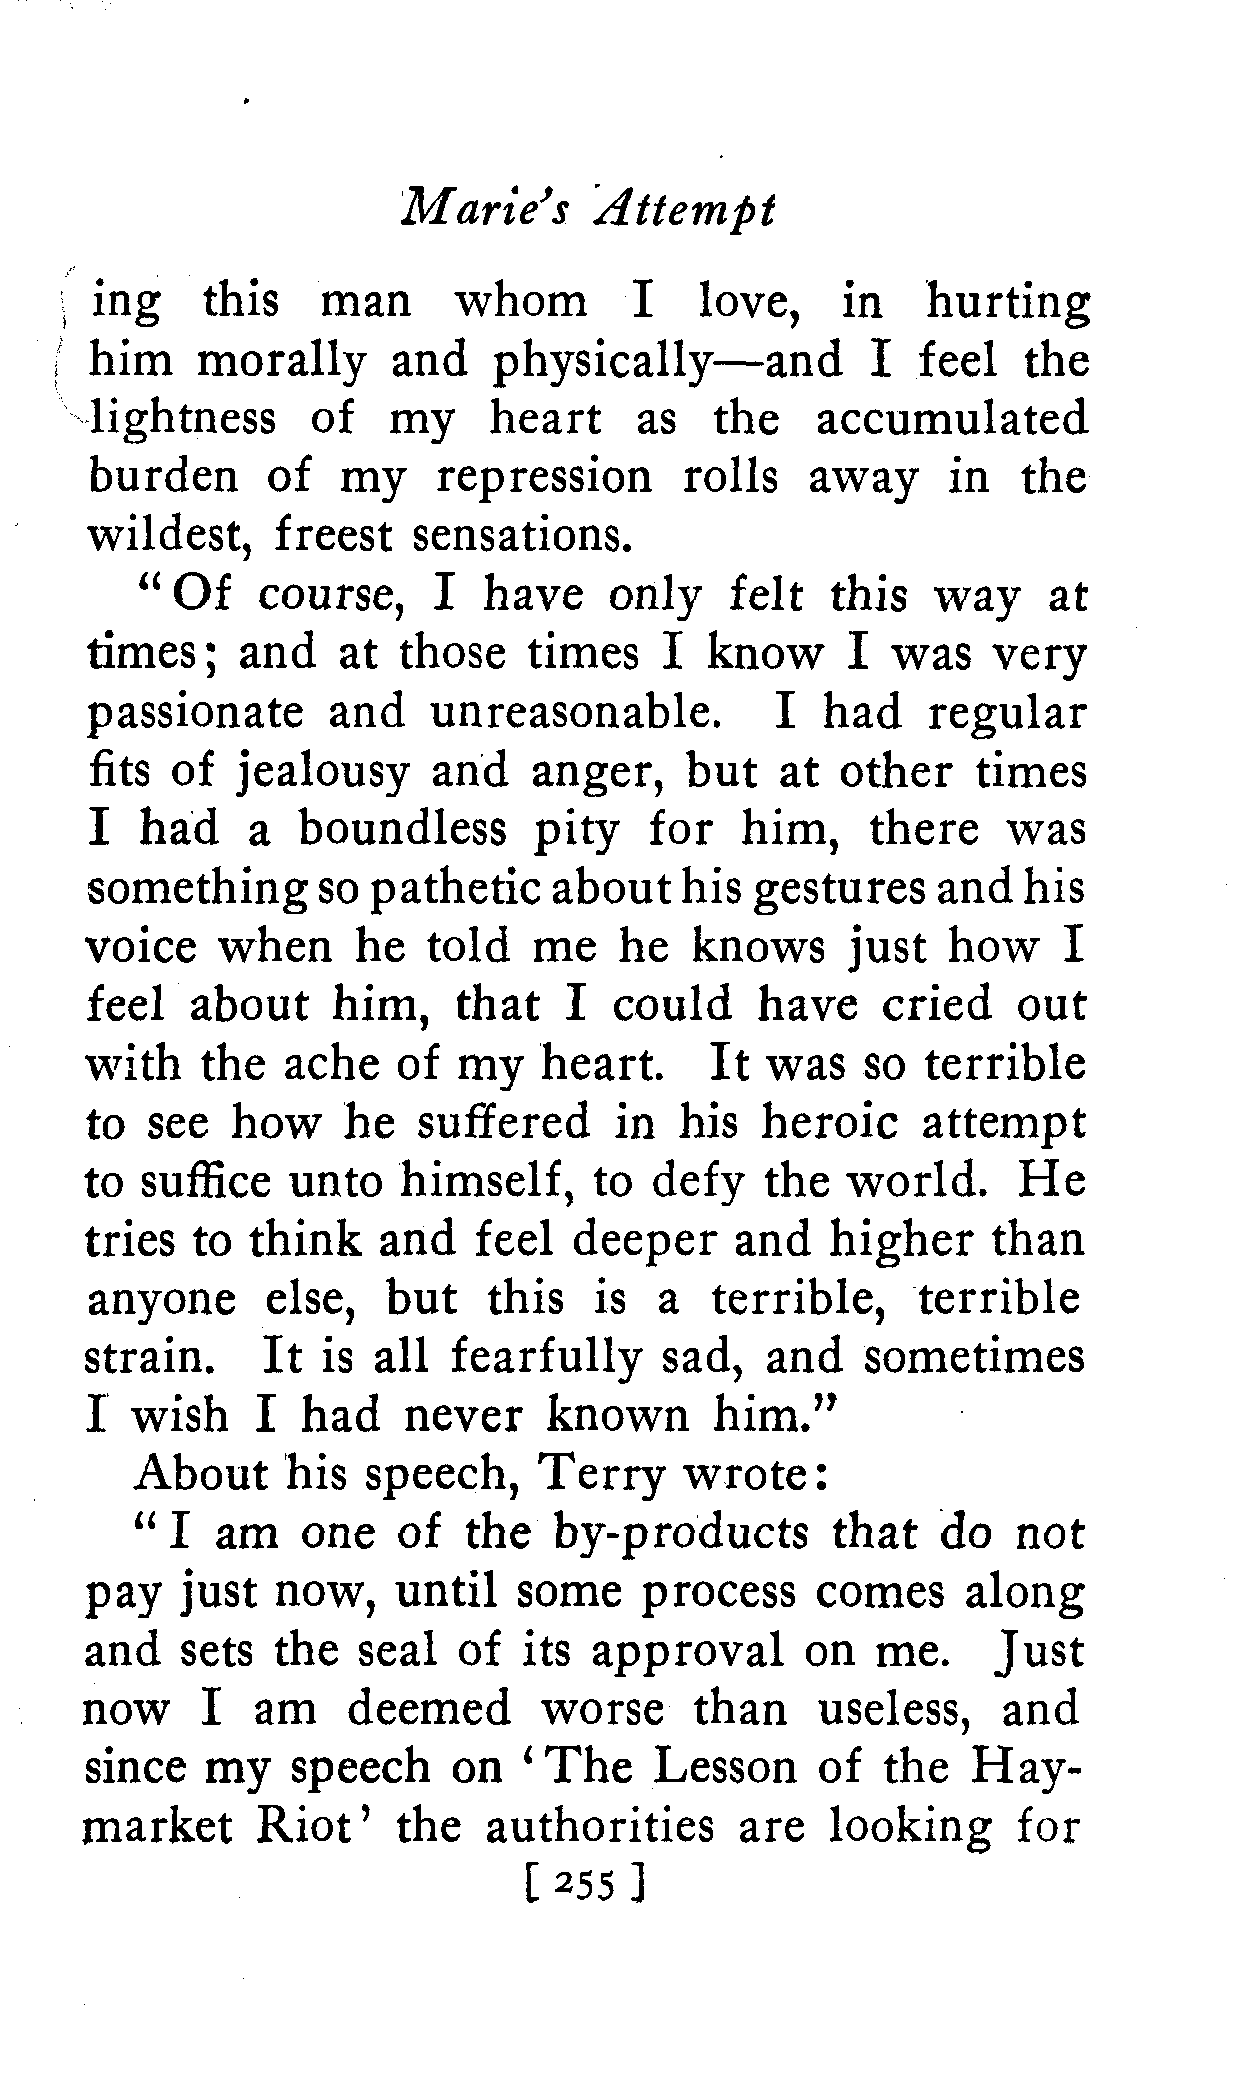 Marie's Attempt
ing this man whom I love, in hurting
him morally and physically—and I feel the
lightness of my heart as the accumulated
burden of my repression rolls away in the
wildest, freest sensations.
"Of course, I have only felt this way at
times; and at those times I know I was very
passionate and unreasonable. I had regular
fits of jealousy and anger, but at other times
I had a boundless pity for him, there was
something so pathetic about his gestures and his
voice when he told me he knows just how I
feel about him, that I could have cried out
with the ache of my heart. It was so terrible
to see how he suffered in his heroic attempt
to suffice unto himself, to defy the world. He
tries to think and feel deeper and higher than
anyone else, but this is a terrible, terrible
strain. It is all fearfully sad, and sometimes
I wish I had never known him."
About his speech, Terry wrote:
"I am one of the by-products that do not
pay just now, until some process comes along
and sets the seal of its approval on me. Just
now I am deemed worse than useless, and
since my speech on 'The Lesson of the Hay-
market Riot' the authorities are looking for
[255]